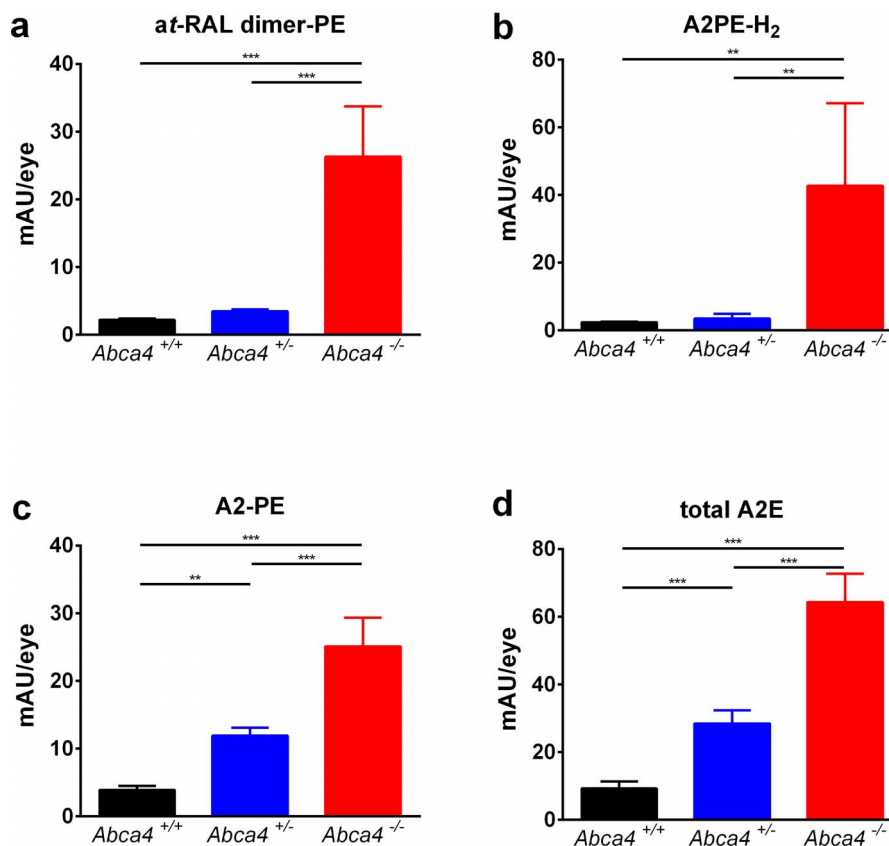 a
at-RAL dimer-PE
mAU/eye
40
30
20
10
0
***
***
Abca4 +/+
Abca4 +/-
Abca4 -/-
b
A2PE-H₂
mAU/eye
80
60
40
20
0
**
**
Abca4 +/+
Abca4 +/-
Abca4 -/-
c
A2-PE
mAU/eye
40
30
20
10
0
***
***
**
Abca4 +/+
Abca4 +/-
Abca4 -/-
d
total A2E
mAU/eye
80
60
40
20
0
***
***
***
Abca4 +/+
Abca4 +/-
Abca4 -/-